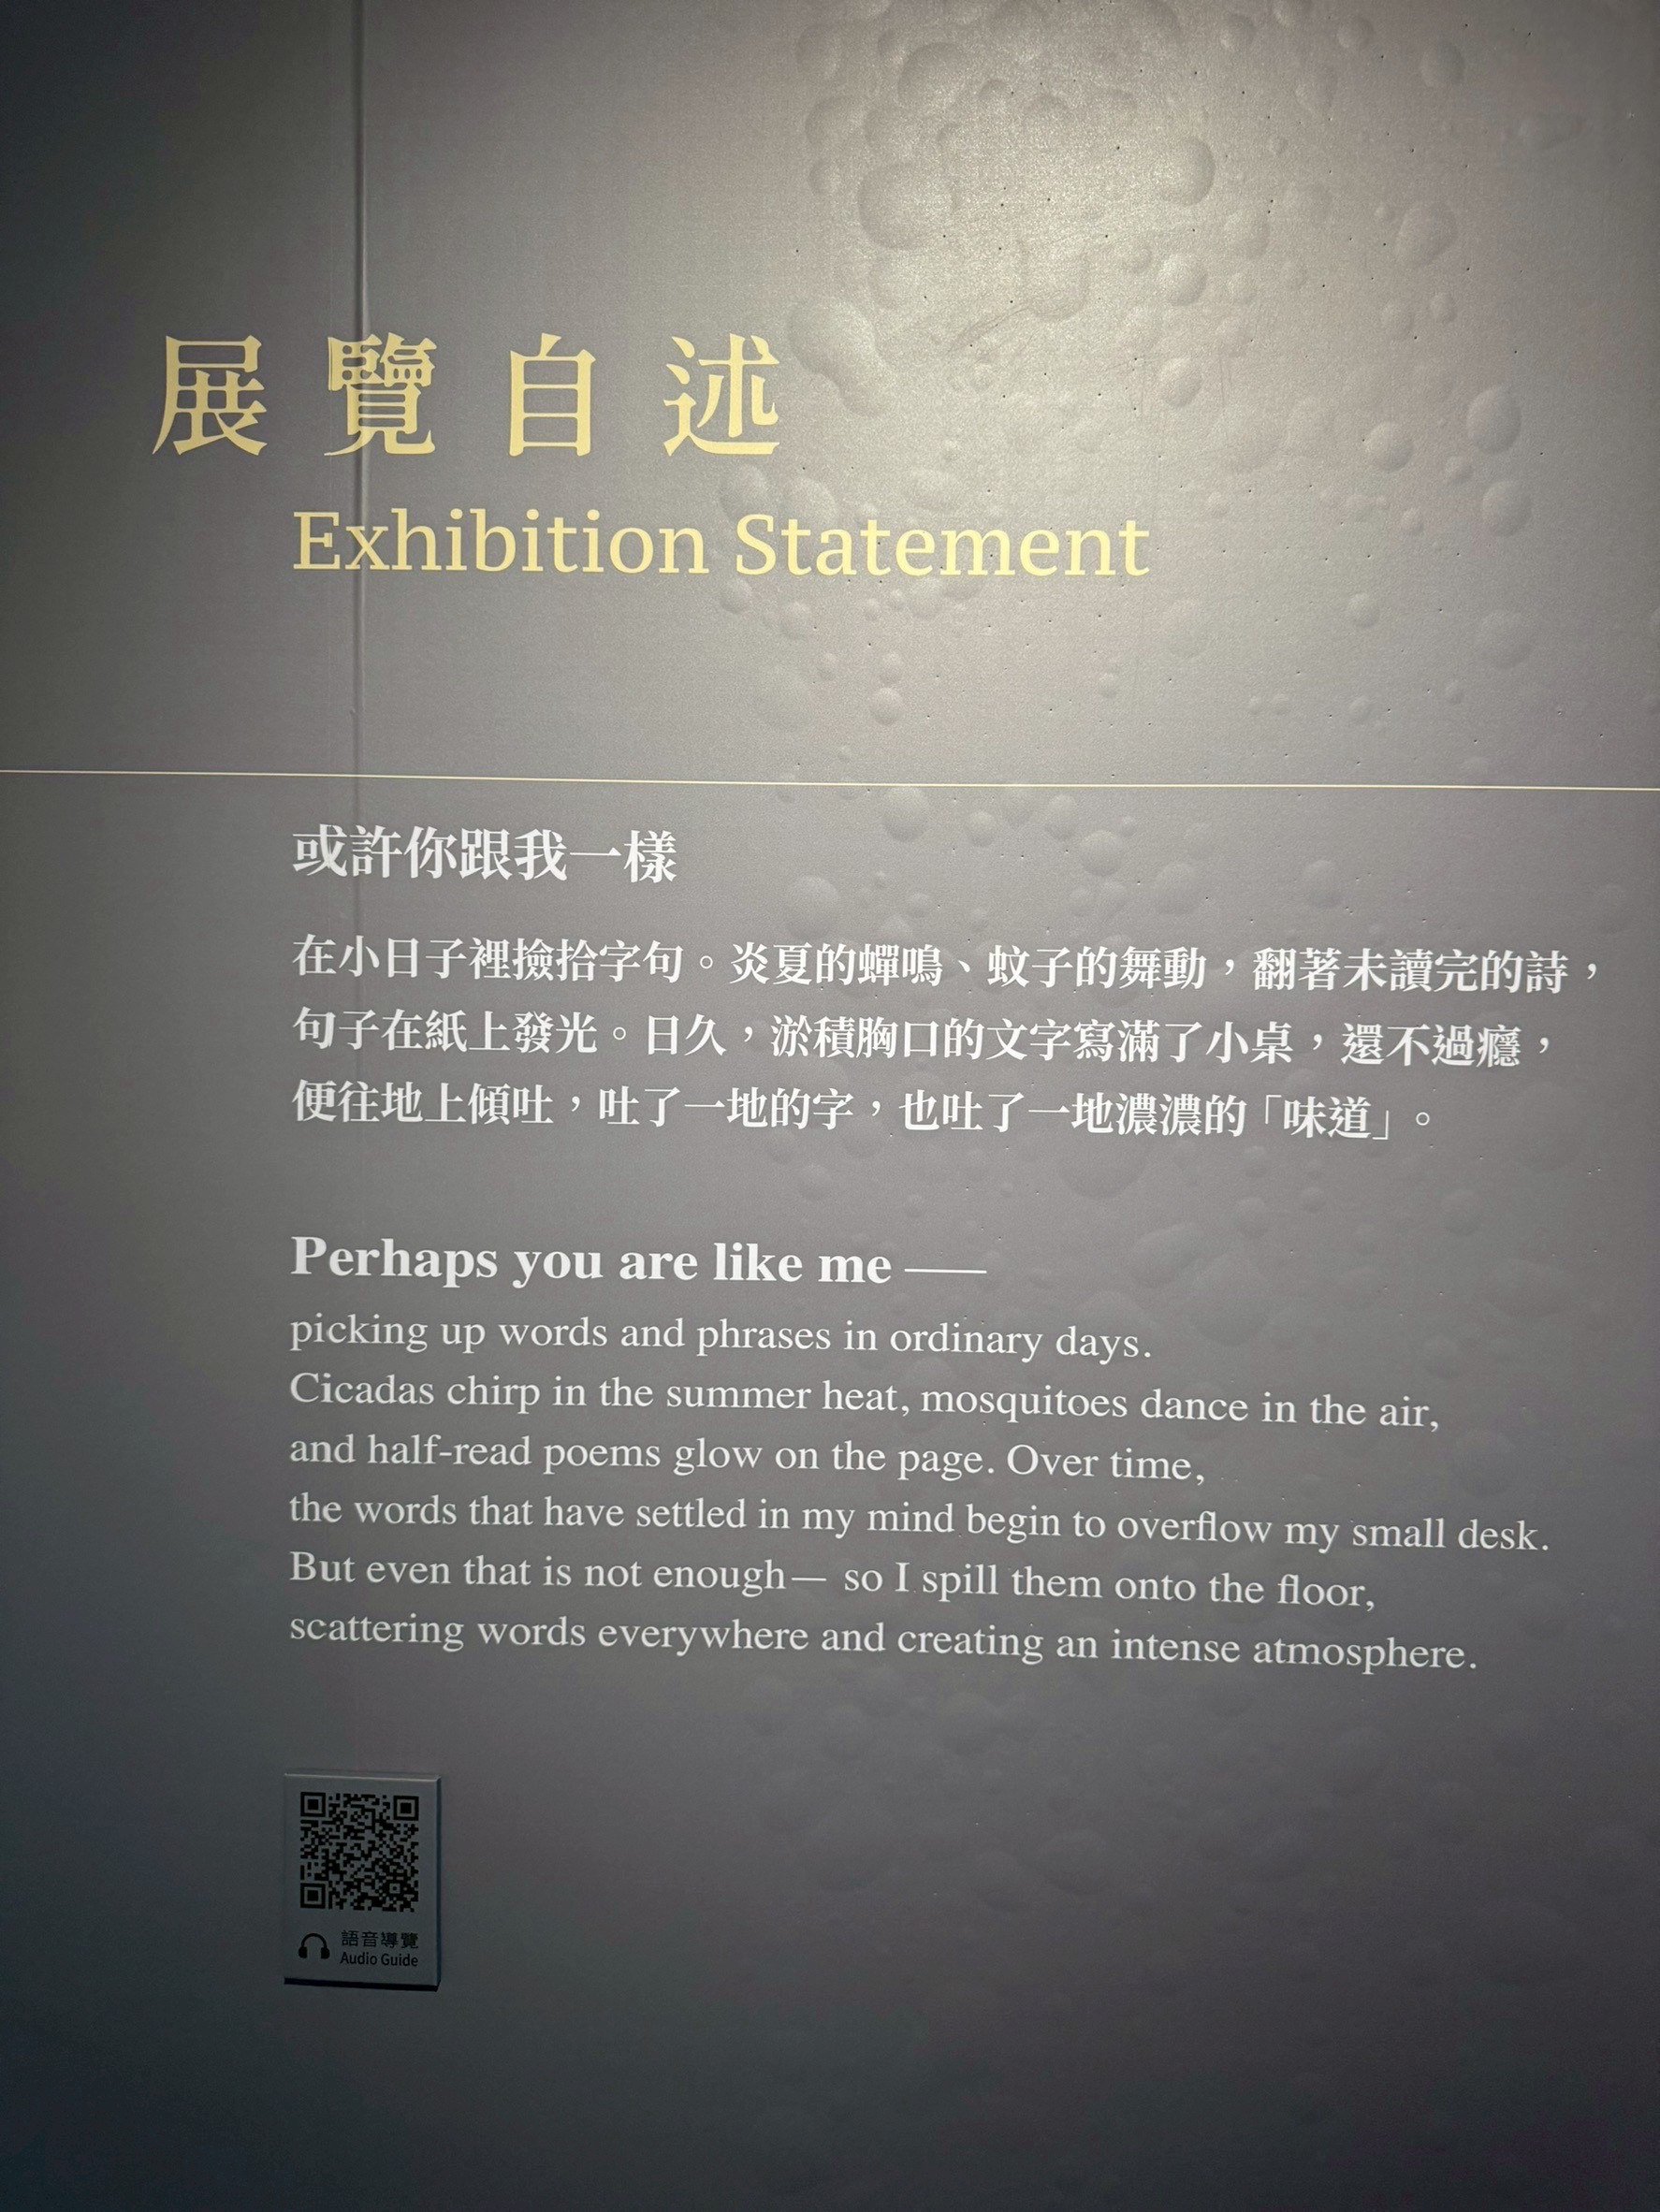 展覽自述
Exhibition Statement
或許你跟我一樣
在小日子裡撿拾字句。炎夏的蟬鳴、蚊子的舞動，翻著未讀完的詩，
句子在紙上發光。日久，淤積胸口的文字寫滿了小桌，還不過癮，
便往地上傾吐，吐了一地的字，也吐了一地濃濃的「味道」。
Perhaps you are like me ——
picking up words and phrases in ordinary days.
Cicadas chirp in the summer heat, mosquitoes dance in the air,
and half-read poems glow on the page. Over time,
the words that have settled in my mind begin to overflow my small desk.
But even that is not enough— so I spill them onto the floor,
scattering words everywhere and creating an intense atmosphere.
語音導覽
Audio Guide